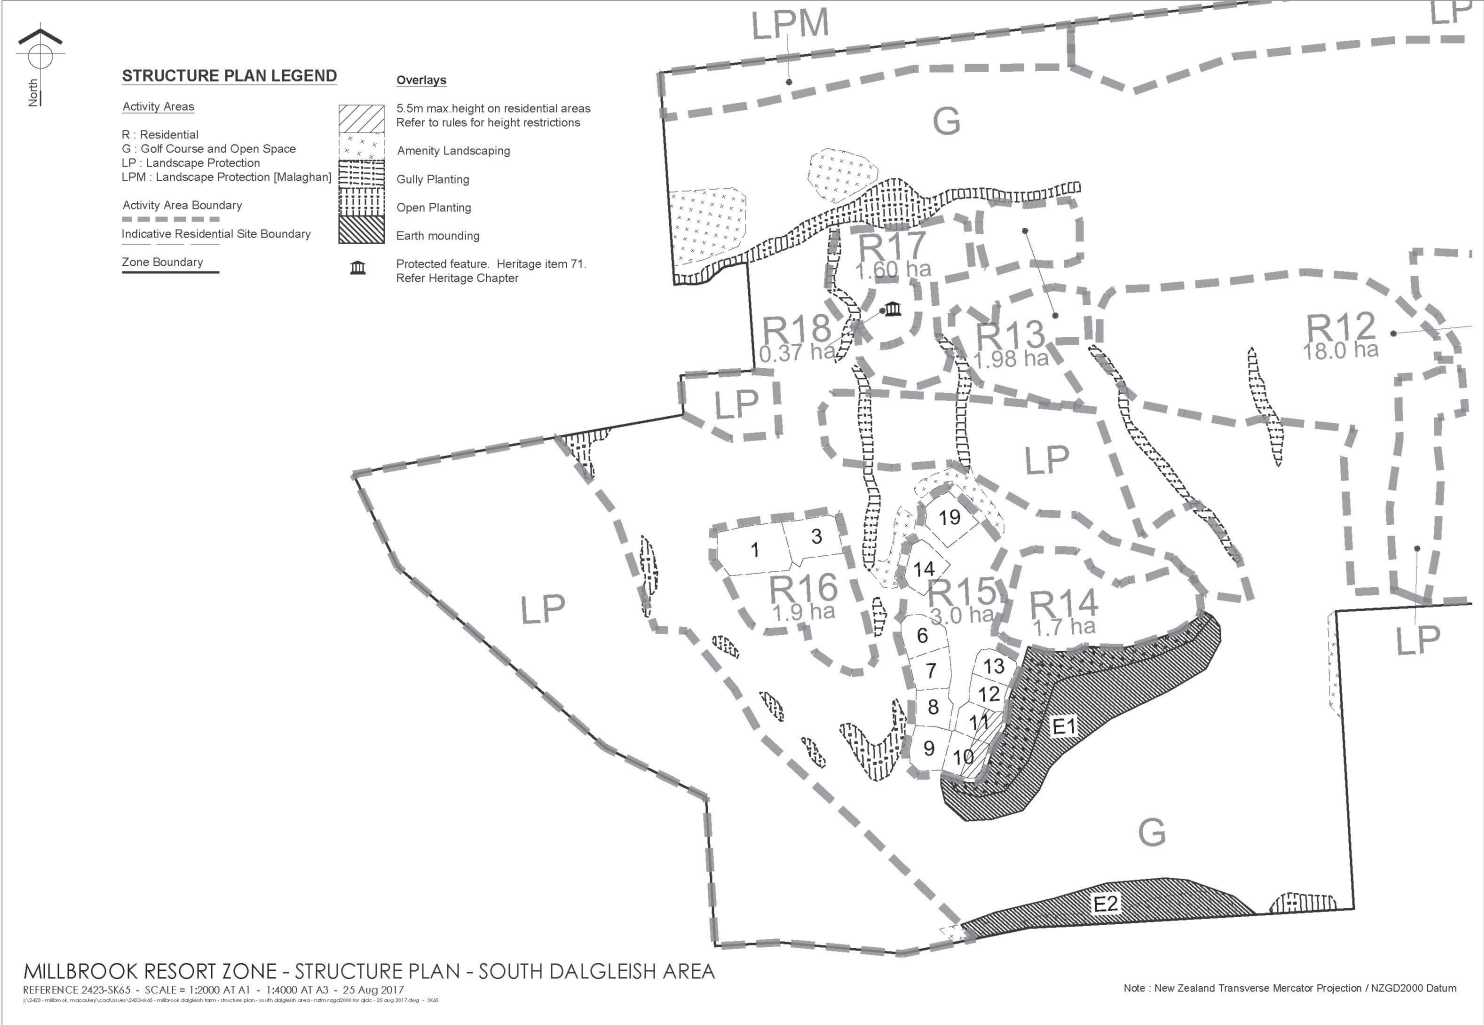 North
STRUCTURE PLAN LEGEND
Activity Areas
R : Residential
G : Golf Course and Open Space
LP : Landscape Protection
LPM : Landscape Protection [Malaghan]
Activity Area Boundary
Indicative Residential Site Boundary
Zone Boundary
Overlays
5.5m max.height on residential areas
Refer to rules for height restrictions
Amenity Landscaping
Gully Planting
Open Planting
Earth mounding
Protected feature. Heritage item 71.
Refer Heritage Chapter
LPM
LP
G
R17
1.60 ha
R18
0.37 ha
R13
1.98 ha
R12
18.0 ha
LP
LP
19
1
3
14
R16
1.9 ha
R15
3.0 ha
R14
1.7 ha
LP
LP
6
7
8
9
13
12
11
10
E1
G
E2
MILLBROOK RESORT ZONE - STRUCTURE PLAN - SOUTH DALGLEISH AREA
REFERENCE 2423-SK65 - SCALE = 1:2000 AT A1 - 1:4000 AT A3 - 25 Aug 2017
Note : New Zealand Transverse Mercator Projection / NZGD2000 Datum